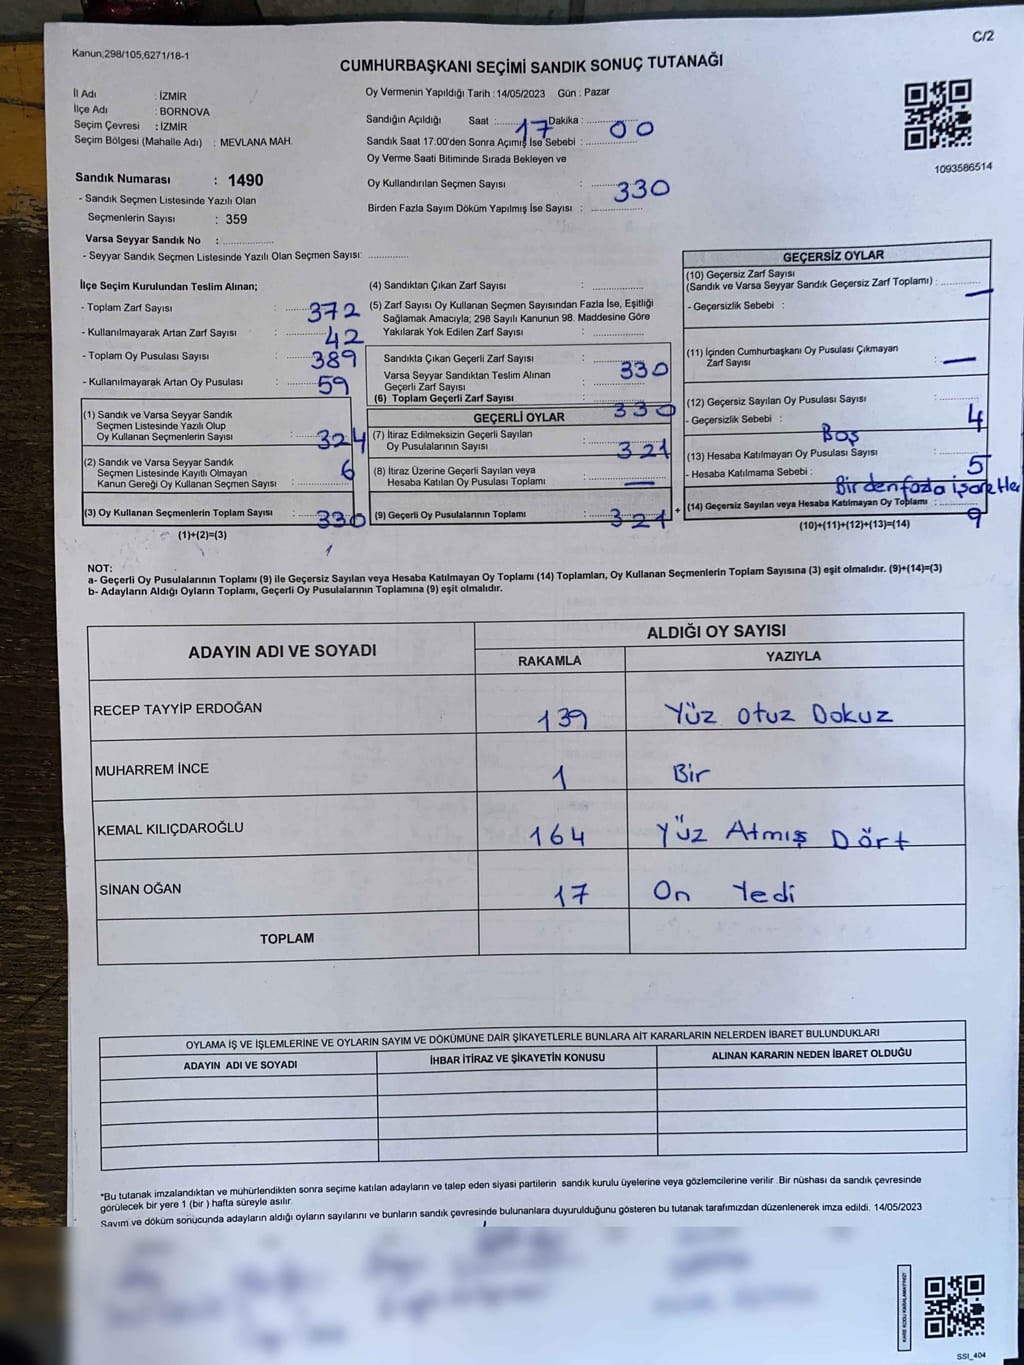 C/2
Kanun:298/105,6271/18-1
CUMHURBAŞKANI SEÇİMİ SANDIK SONUÇ TUTANAĞI
İl Adı : İZMİR
İlçe Adı : BORNOVA
Seçim Çevresi : İZMİR
Seçim Bölgesi (Mahalle Adı) : MEVLANA MAH.
Sandık Numarası : 1490
- Sandık Seçmen Listesinde Yazılı Olan
Seçmenlerin Sayısı : 359
Varsa Seyyar Sandık No : ................
- Seyyar Sandık Seçmen Listesinde Yazılı Olan Seçmen Sayısı: .............
Oy Vermenin Yapıldığı Tarih : 14/05/2023 Gün : Pazar
Sandığın Açıldığı Saat : 17 Dakika : 00
Sandık Saat 17:00'den Sonra Açımış İse Sebebi : ................
Oy Verme Saati Bitiminde Sırada Bekleyen ve
Oy Kullandırılan Seçmen Sayısı : 330
Birden Fazla Sayım Döküm Yapılmış İse Sayısı : ................
1093586514
İlçe Seçim Kurulundan Teslim Alınan;
- Toplam Zarf Sayısı : 372
- Kullanılmayarak Artan Zarf Sayısı : 42
- Toplam Oy Pusulası Sayısı : 389
- Kullanılmayarak Artan Oy Pusulası : 59
(1) Sandık ve Varsa Seyyar Sandık
Seçmen Listesinde Yazılı Olup
Oy Kullanan Seçmenlerin Sayısı : 324
(2) Sandık ve Varsa Seyyar Sandık
Seçmen Listesinde Kayıtlı Olmayan
Kanun Gereği Oy Kullanan Seçmen Sayısı : 6
(3) Oy Kullanan Seçmenlerin Toplam Sayısı : 330
(1)+(2)=(3)
(4) Sandıktan Çıkan Zarf Sayısı : .............
(5) Zarf Sayısı Oy Kullanan Seçmen Sayısından Fazla İse, Eşitliği
Sağlamak Amacıyla; 298 Sayılı Kanunun 98. Maddesine Göre
Yakılarak Yok Edilen Zarf Sayısı : .............
Sandıkta Çıkan Geçerli Zarf Sayısı : 330
Varsa Seyyar Sandıktan Teslim Alınan
Geçerli Zarf Sayısı : .............
(6) Toplam Geçerli Zarf Sayısı : 330
GEÇERLİ OYLAR
(7) İtiraz Edilmeksizin Geçerli Sayılan
Oy Pusulalarının Sayısı : 321
(8) İtiraz Üzerine Geçerli Sayılan veya
Hesaba Katılan Oy Pusulası Toplamı : —
(9) Geçerli Oy Pusulalarının Toplamı : 321 +
GEÇERSİZ OYLAR
(10) Geçersiz Zarf Sayısı
(Sandık ve Varsa Seyyar Sandık Geçersiz Zarf Toplamı) : —
- Geçersizlik Sebebi :
(11) İçinden Cumhurbaşkanı Oy Pusulası Çıkmayan
Zarf Sayısı : —
(12) Geçersiz Sayılan Oy Pusulası Sayısı : 4
- Geçersizlik Sebebi : Boş
(13) Hesaba Katılmayan Oy Pusulası Sayısı : 5
- Hesaba Katılmama Sebebi : Birden fazla işaretler
(14) Geçersiz Sayılan veya Hesaba Katılmayan Oy Toplamı : 9
(10)+(11)+(12)+(13)=(14)
NOT:
a- Geçerli Oy Pusulalarının Toplamı (9) ile Geçersiz Sayılan veya Hesaba Katılmayan Oy Toplamı (14) Toplamları, Oy Kullanan Seçmenlerin Toplam Sayısına (3) eşit olmalıdır. (9)+(14)=(3)
b- Adayların Aldığı Oyların Toplamı, Geçerli Oy Pusulalarının Toplamına (9) eşit olmalıdır.
ADAYIN ADI VE SOYADI
ALDIĞI OY SAYISI
RAKAMLA YAZIYLA
RECEP TAYYİP ERDOĞAN 139 Yüz Otuz Dokuz
MUHARREM İNCE 1 Bir
KEMAL KILIÇDAROĞLU 164 Yüz Atmış Dört
SİNAN OĞAN 17 On Yedi
TOPLAM
OYLAMA İŞ VE İŞLEMLERİNE VE OYLARIN SAYIM VE DÖKÜMÜNE DAİR ŞİKAYETLERLE BUNLARA AİT KARARLARIN NELERDEN İBARET BULUNDUKLARI
ADAYIN ADI VE SOYADI İHBAR İTİRAZ VE ŞİKAYETİN KONUSU ALINAN KARARIN NEDEN İBARET OLDUĞU
*Bu tutanak imzalandıktan ve mühürlendikten sonra seçime katılan adayların ve talep eden siyasi partilerin sandık kurulu üyelerine veya gözlemcilerine verilir .Bir nüshası da sandık çevresinde
görülecek bir yere 1 (bir ) hafta süreyle asılır.
Sayım ve döküm sonucunda adayların aldığı oyların sayılarını ve bunların sandık çevresinde bulunanlara duyurulduğunu gösteren bu tutanak tarafımızdan düzenlenerek imza edildi. 14/05/2023
SSI_404